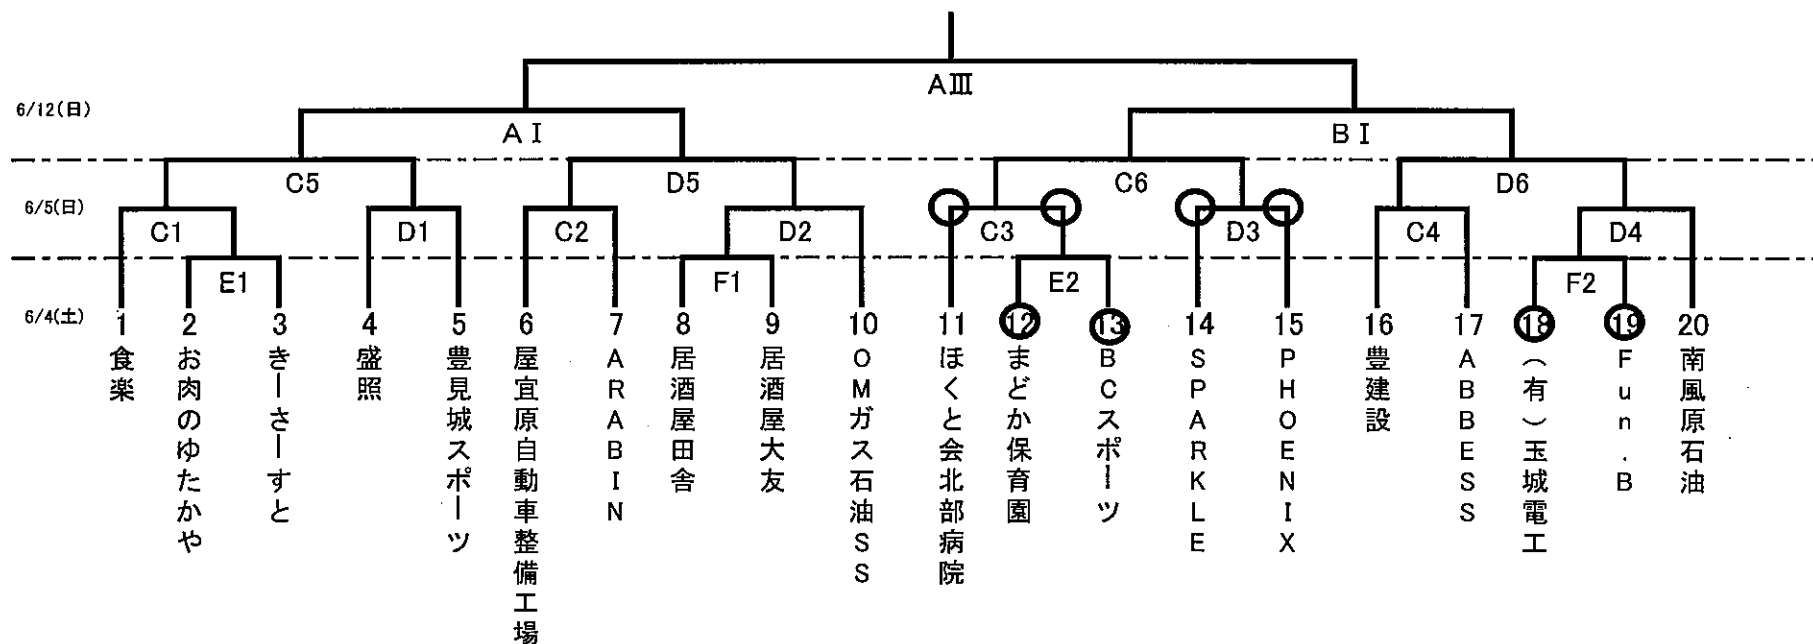 AⅢ
6/12(日)
AⅠ
BⅠ
C5
D5
C6
D6
6/5(日)
C1
D1
C2
D2
C3
D3
C4
D4
E1
F1
E2
F2
6/4(土)
1 2 3 4 5 6 7 8 9 10 11 12 13 14 15 16 17 18 19 20
食楽
お肉のゆたかや
きーさーすと
盛照
豊見城スポーツ
屋宜原自動車整備工場
ARABIN
居酒屋田舎
居酒屋大友
OMガス石油SS
ほくと会北部病院
まどか保育園
BCスポーツ
SPARKLE
PHOENIX
豊建設
ABBESS
(有)玉城電工
Fun.B
南風原石油